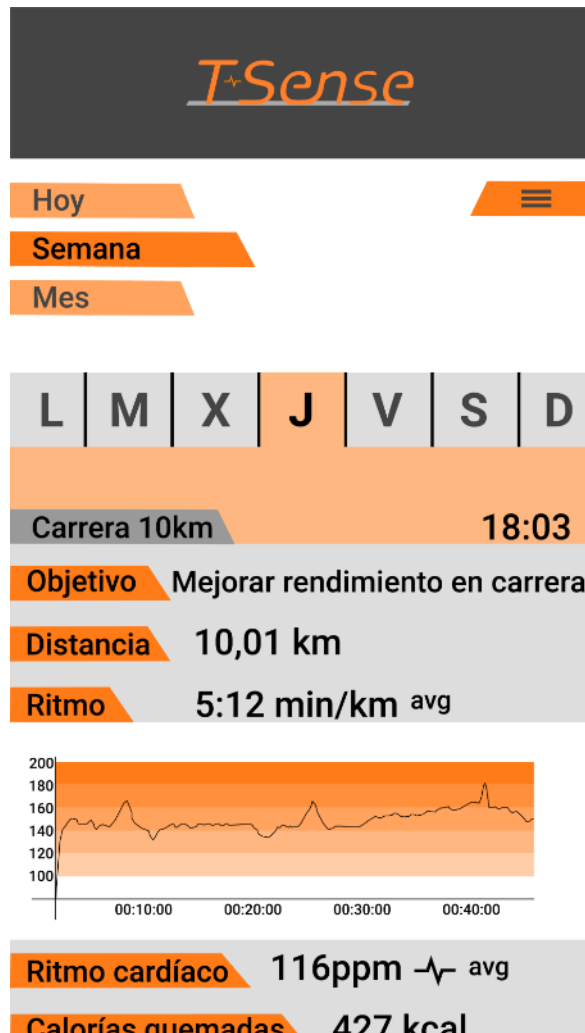 T Sense
Hoy
Semana
Mes
L M X J V S D
Carrera 10km 18:03
Objetivo Mejorar rendimiento en carrera
Distancia 10,01 km
Ritmo 5:12 min/km avg
200
180
160
140
120
100
00:10:00 00:20:00 00:30:00 00:40:00
Ritmo cardíaco 116ppm avg
Calorías quemadas 427 kcal